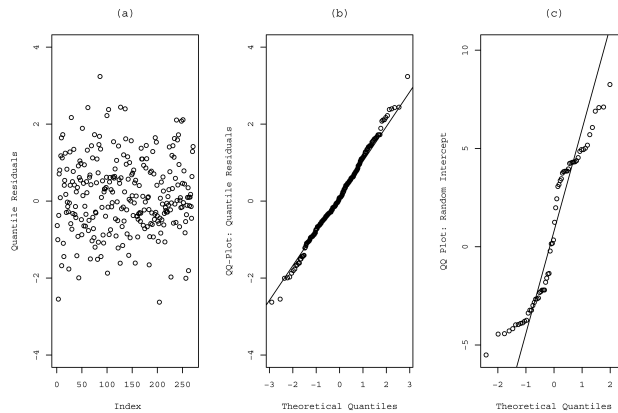 (a)
Quantile Residuals
4
2
0
−2
−4
0 50 100 150 200 250
Index
(b)
QQ-Plot: Quantile Residuals
4
2
0
−2
−4
−3 −2 −1 0 1 2 3
Theoretical Quantiles
(c)
QQ Plot: Random Intercept
10
5
0
−5
−2 −1 0 1 2
Theoretical Quantiles